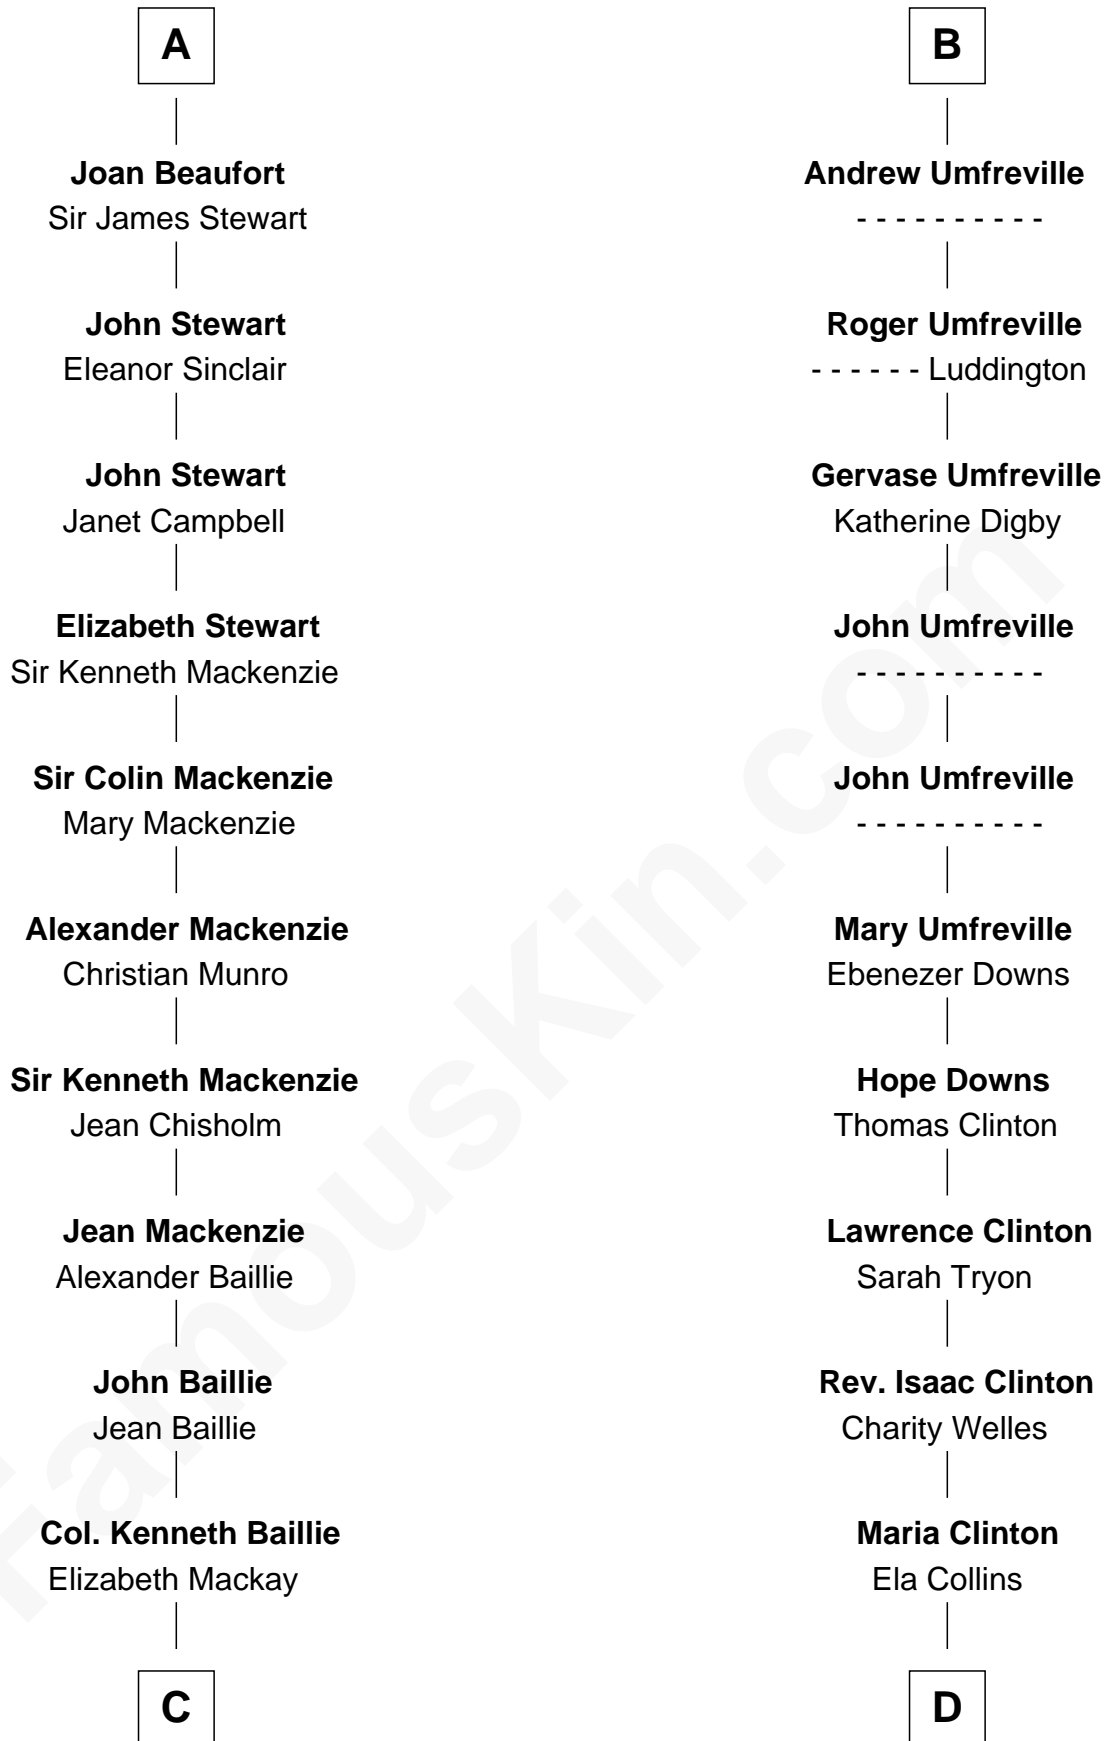 A
Joan Beaufort
Sir James Stewart
John Stewart
Eleanor Sinclair
John Stewart
Janet Campbell
Elizabeth Stewart
Sir Kenneth Mackenzie
Sir Colin Mackenzie
Mary Mackenzie
Alexander Mackenzie
Christian Munro
Sir Kenneth Mackenzie
Jean Chisholm
Jean Mackenzie
Alexander Baillie
John Baillie
Jean Baillie
Col. Kenneth Baillie
Elizabeth Mackay
C
B
Andrew Umfreville
- - - - - - - - - -
Roger Umfreville
- - - - - - Luddington
Gervase Umfreville
Katherine Digby
John Umfreville
- - - - - - - - - -
John Umfreville
- - - - - - - - - -
Mary Umfreville
Ebenezer Downs
Hope Downs
Thomas Clinton
Lawrence Clinton
Sarah Tryon
Rev. Isaac Clinton
Charity Welles
Maria Clinton
Ela Collins
D
FamousKin.com